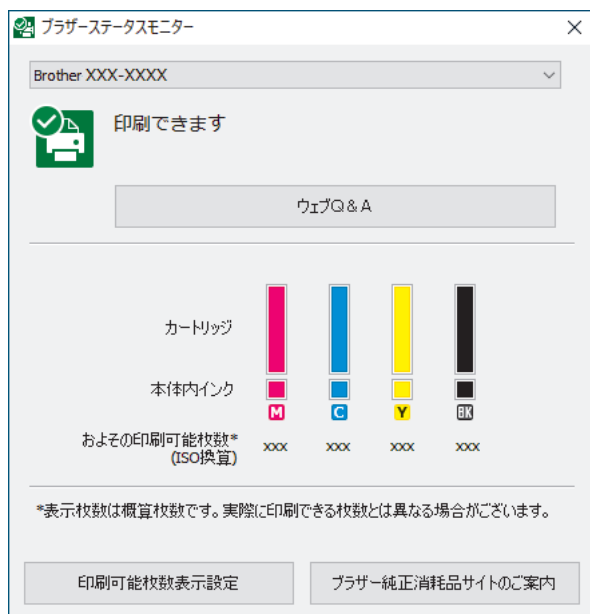 ブラザーステータスモニター
Brother XXX-XXXX
印刷できます
ウェブQ&A
カートリッジ
本体内インク
M C Y BK
およその印刷可能枚数* xxx xxx xxx xxx
(ISO換算)
*表示枚数は概算枚数です。実際に印刷できる枚数とは異なる場合がございます。
印刷可能枚数表示設定 ブラザー純正消耗品サイトのご案内